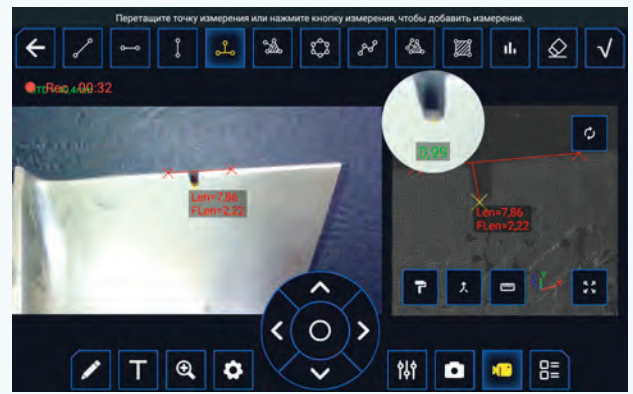 Перетащите точку измерения или нажмите кнопку измерения, чтобы добавить измерение.
Rec 00:32
0,99
Len=7,86
FLen=2,22
Len=7,86
FLen=2,22
T